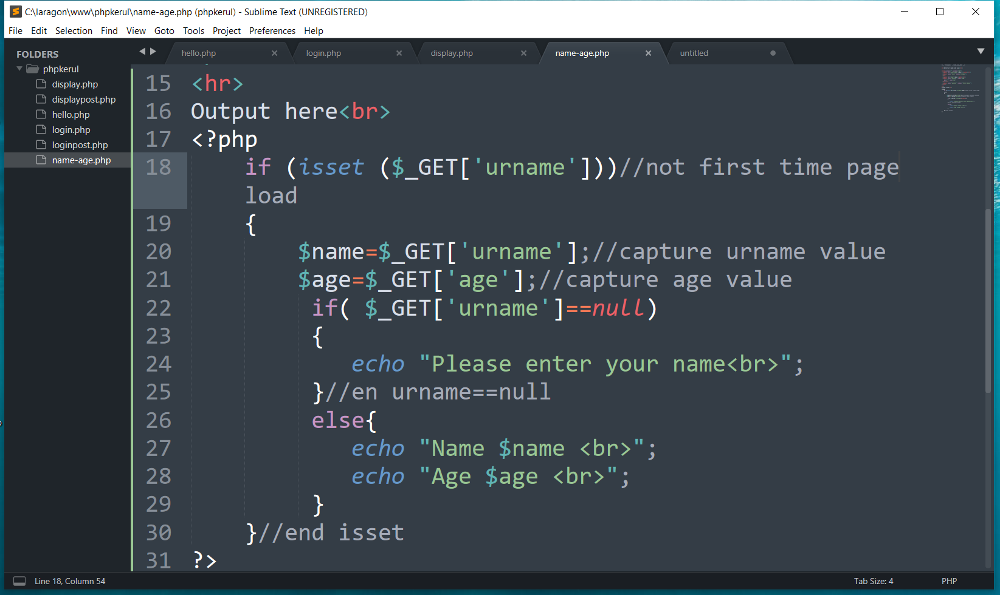 C:\laragon\www\phpkerul\name-age.php (phpkerul) - Sublime Text (UNREGISTERED)
File Edit Selection Find View Goto Tools Project Preferences Help
FOLDERS
phpkerul
display.php
displaypost.php
hello.php
login.php
loginpost.php
name-age.php
hello.php login.php display.php name-age.php untitled
15 <hr>
16 Output here<br>
17 <?php
18 if (isset ($_GET['urname']))//not first time page
load
19 {
20 $name=$_GET['urname'];//capture urname value
21 $age=$_GET['age'];//capture age value
22 if( $_GET['urname']==null)
23 {
24 echo "Please enter your name<br>";
25 }//en urname==null
26 else{
27 echo "Name $name <br>";
28 echo "Age $age <br>";
29 }
30 }//end isset
31 ?>
Line 18, Column 54 Tab Size: 4 PHP